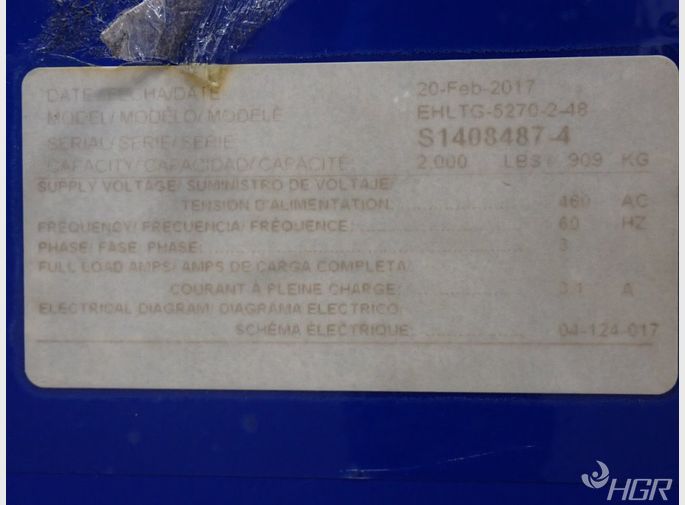 DATE / FECHA/DATE 20-Feb-2017
MODEL/ MODELO/ MODELÉ EHLTG-5270-2-48
SERIAL/ SERIE/ SERIE S1408487-4
CAPACITY/ CAPACIDAD/ CAPACITÉ: 2,000 LBS / 909 KG
SUPPLY VOLTAGE/ SUMINISTRO DE VOLTAJE/
TENSION D'ALIMENTATION: 460 AC
FREQUENCY/ FRECUENCIA/ FRÉQUENCE: 60 HZ
PHASE/ FASE PHASE: 3
FULL LOAD AMPS/ AMPS DE CARGA COMPLETA/
COURANT À PLEINE CHARGE: 3.1 A
ELECTRICAL DIAGRAM/ DIAGRAMA ELECTRICO/
SCHÉMA ÉLECTRIQUE: 04-124-017
HGR